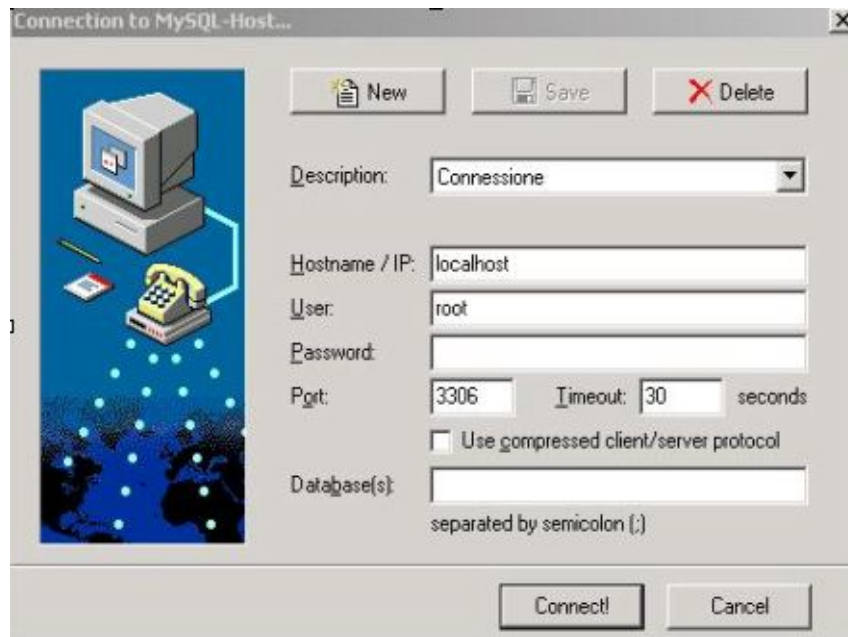 Connection to MySQL-Host...
New Save Delete
Description: Connessione
Hostname / IP: localhost
User: root
Password:
Port: 3306 Timeout: 30 seconds
Use compressed client/server protocol
Database(s):
separated by semicolon (;)
Connect! Cancel